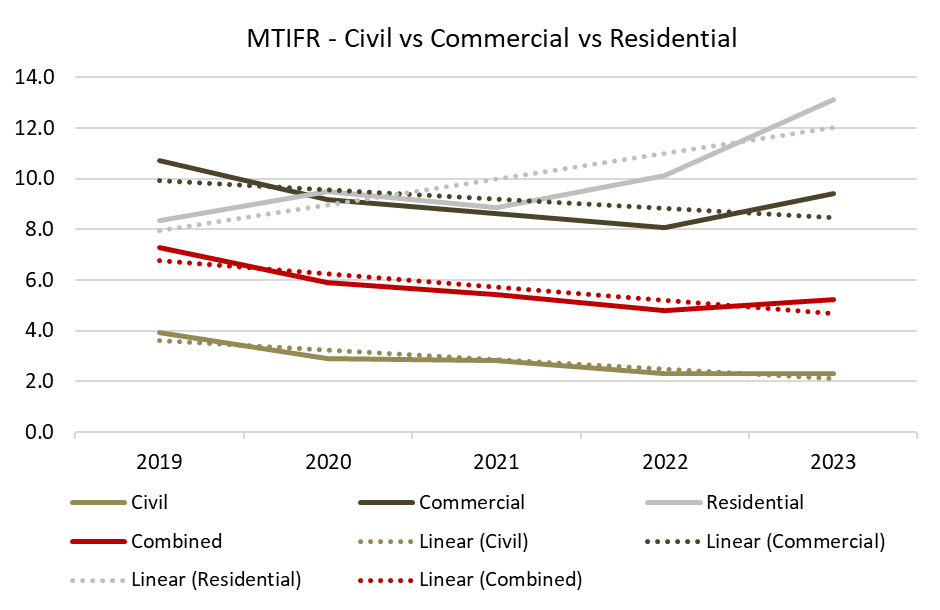 MTIFR - Civil vs Commercial vs Residential
14.0
12.0
10.0
8.0
6.0
4.0
2.0
0.0
2019 2020 2021 2022 2023
Civil Commercial Residential
Combined Linear (Civil) Linear (Commercial)
Linear (Residential) Linear (Combined)